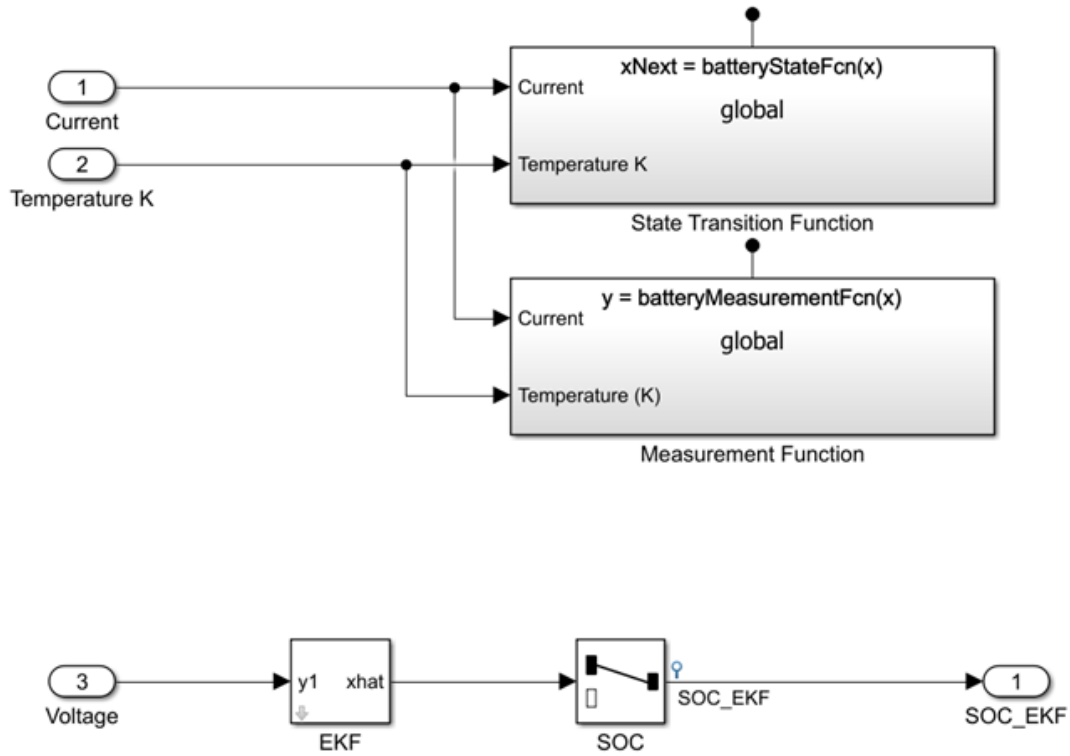 xNext = batteryStateFcn(x)
1
Current
global
Current
2
Temperature K
Temperature K
State Transition Function
y = batteryMeasurementFcn(x)
Current
global
Temperature (K)
Measurement Function
3
y1 xhat
1
Voltage
SOC_EKF
SOC_EKF
EKF
SOC